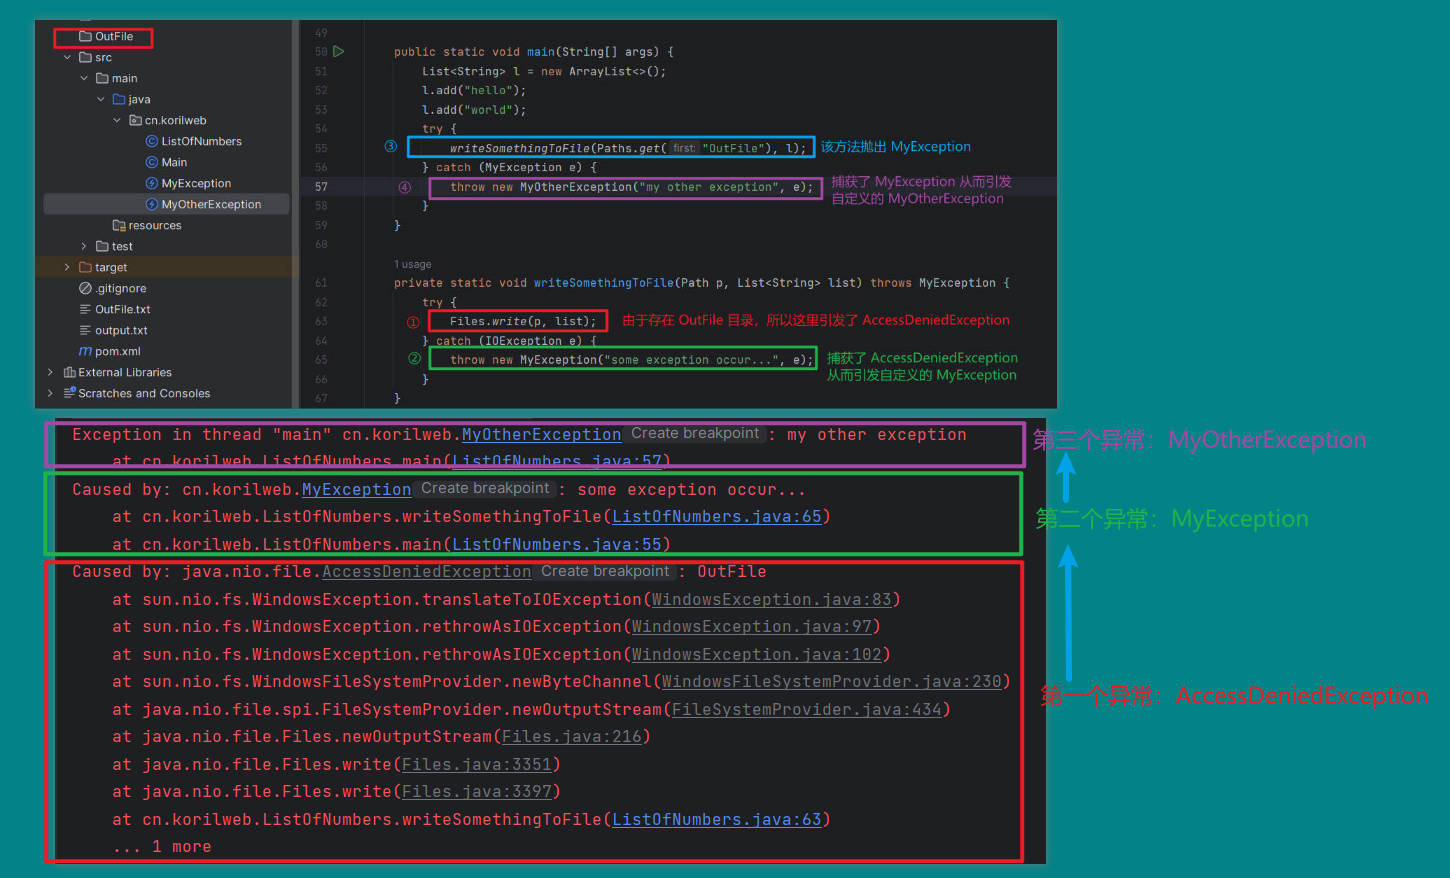 OutFile
src
main
java
cn.korilweb
ListOfNumbers
Main
MyException
MyOtherException
resources
test
target
.gitignore
OutFile.txt
output.txt
pom.xml
External Libraries
Scratches and Consoles
49
50 public static void main(String[] args) {
51 List<String> l = new ArrayList<>();
52 l.add("hello");
53 l.add("world");
54 try {
③ 55 writeSomethingToFile(Paths.get( first: "OutFile"), l); 该方法抛出 MyException
56 } catch (MyException e) {
57 ④ throw new MyOtherException("my other exception", e); 捕获了 MyException 从而引发
自定义的 MyOtherException
58 }
59 }
60
1 usage
61 private static void writeSomethingToFile(Path p, List<String> list) throws MyException {
62 try {
63 ① Files.write(p, list); 由于存在 OutFile 目录，所以这里引发了 AccessDeniedException
64 } catch (IOException e) {
65 ② throw new MyException("some exception occur...", e); 捕获了 AccessDeniedException
从而引发自定义的 MyException
66 }
67 }
Exception in thread "main" cn.korilweb.MyOtherException Create breakpoint : my other exception
at cn.korilweb.ListOfNumbers.main(ListOfNumbers.java:57)
第三个异常：MyOtherException
Caused by: cn.korilweb.MyException Create breakpoint : some exception occur...
at cn.korilweb.ListOfNumbers.writeSomethingToFile(ListOfNumbers.java:65)
at cn.korilweb.ListOfNumbers.main(ListOfNumbers.java:55)
第二个异常：MyException
Caused by: java.nio.file.AccessDeniedException Create breakpoint : OutFile
at sun.nio.fs.WindowsException.translateToIOException(WindowsException.java:83)
at sun.nio.fs.WindowsException.rethrowAsIOException(WindowsException.java:97)
at sun.nio.fs.WindowsException.rethrowAsIOException(WindowsException.java:102)
at sun.nio.fs.WindowsFileSystemProvider.newByteChannel(WindowsFileSystemProvider.java:230)
at java.nio.file.spi.FileSystemProvider.newOutputStream(FileSystemProvider.java:434)
at java.nio.file.Files.newOutputStream(Files.java:216)
at java.nio.file.Files.write(Files.java:3351)
at java.nio.file.Files.write(Files.java:3397)
at cn.korilweb.ListOfNumbers.writeSomethingToFile(ListOfNumbers.java:63)
... 1 more
第一个异常：AccessDeniedException